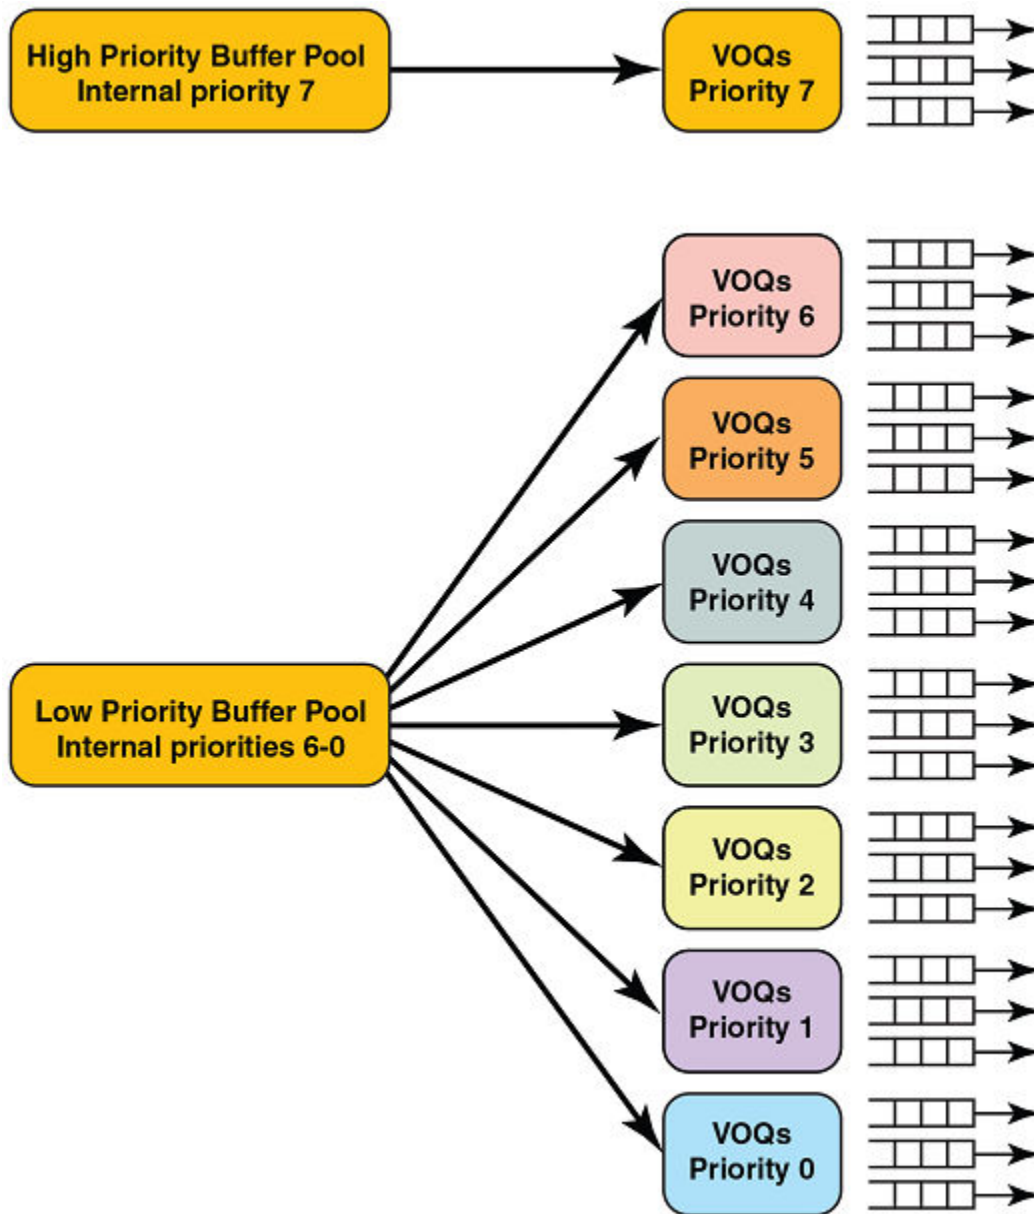 High Priority Buffer Pool
Internal priority 7
VOQs
Priority 7
VOQs
Priority 6
VOQs
Priority 5
VOQs
Priority 4
Low Priority Buffer Pool
Internal priorities 6-0
VOQs
Priority 3
VOQs
Priority 2
VOQs
Priority 1
VOQs
Priority 0